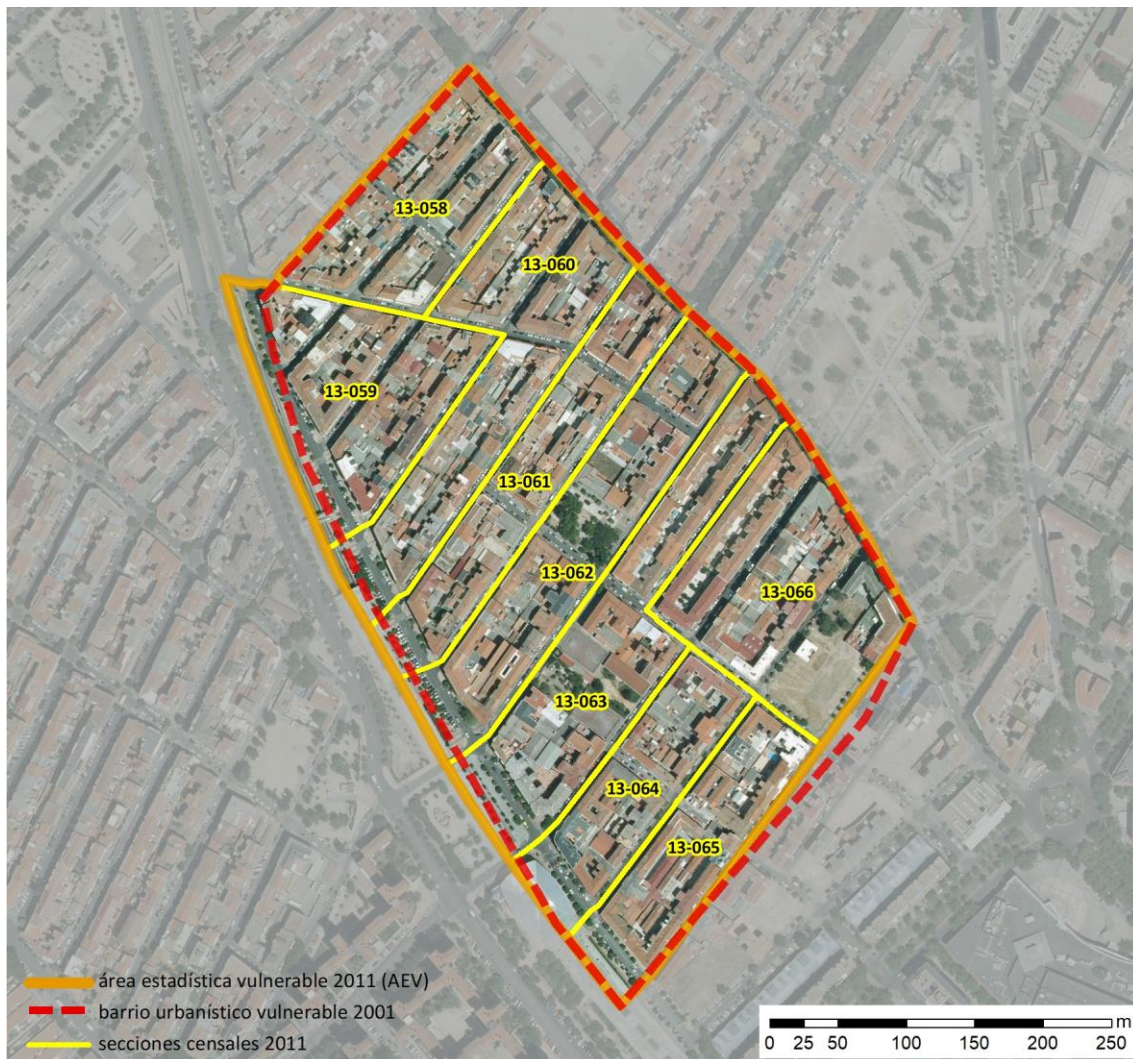 13-058
13-060
13-059
13-061
13-062
13-066
13-063
13-064
13-065
área estadística vulnerable 2011 (AEV)
barrio urbanístico vulnerable 2001
secciones censales 2011
m
0 25 50 100 150 200 250